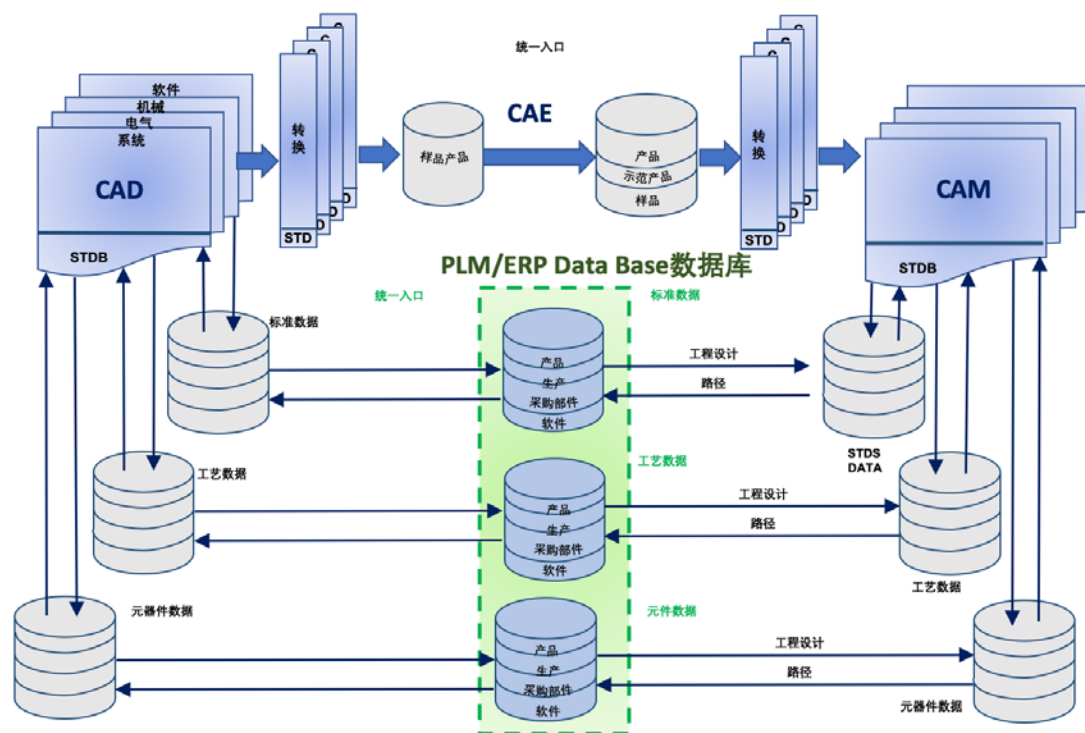 统一入口
软件
机械
电气
系统
CAD
STDB
转换
STD
样品产品
CAE
产品
示范产品
样品
转换
STD
CAM
STDB
PLM/ERP Data Base数据库
统一入口
标准数据
标准数据
产品
生产
采购部件
软件
工程设计
路径
STDS
DATA
工艺数据
工艺数据
产品
生产
采购部件
软件
工程设计
路径
工艺数据
元器件数据
元件数据
产品
生产
采购部件
软件
工程设计
路径
元器件数据